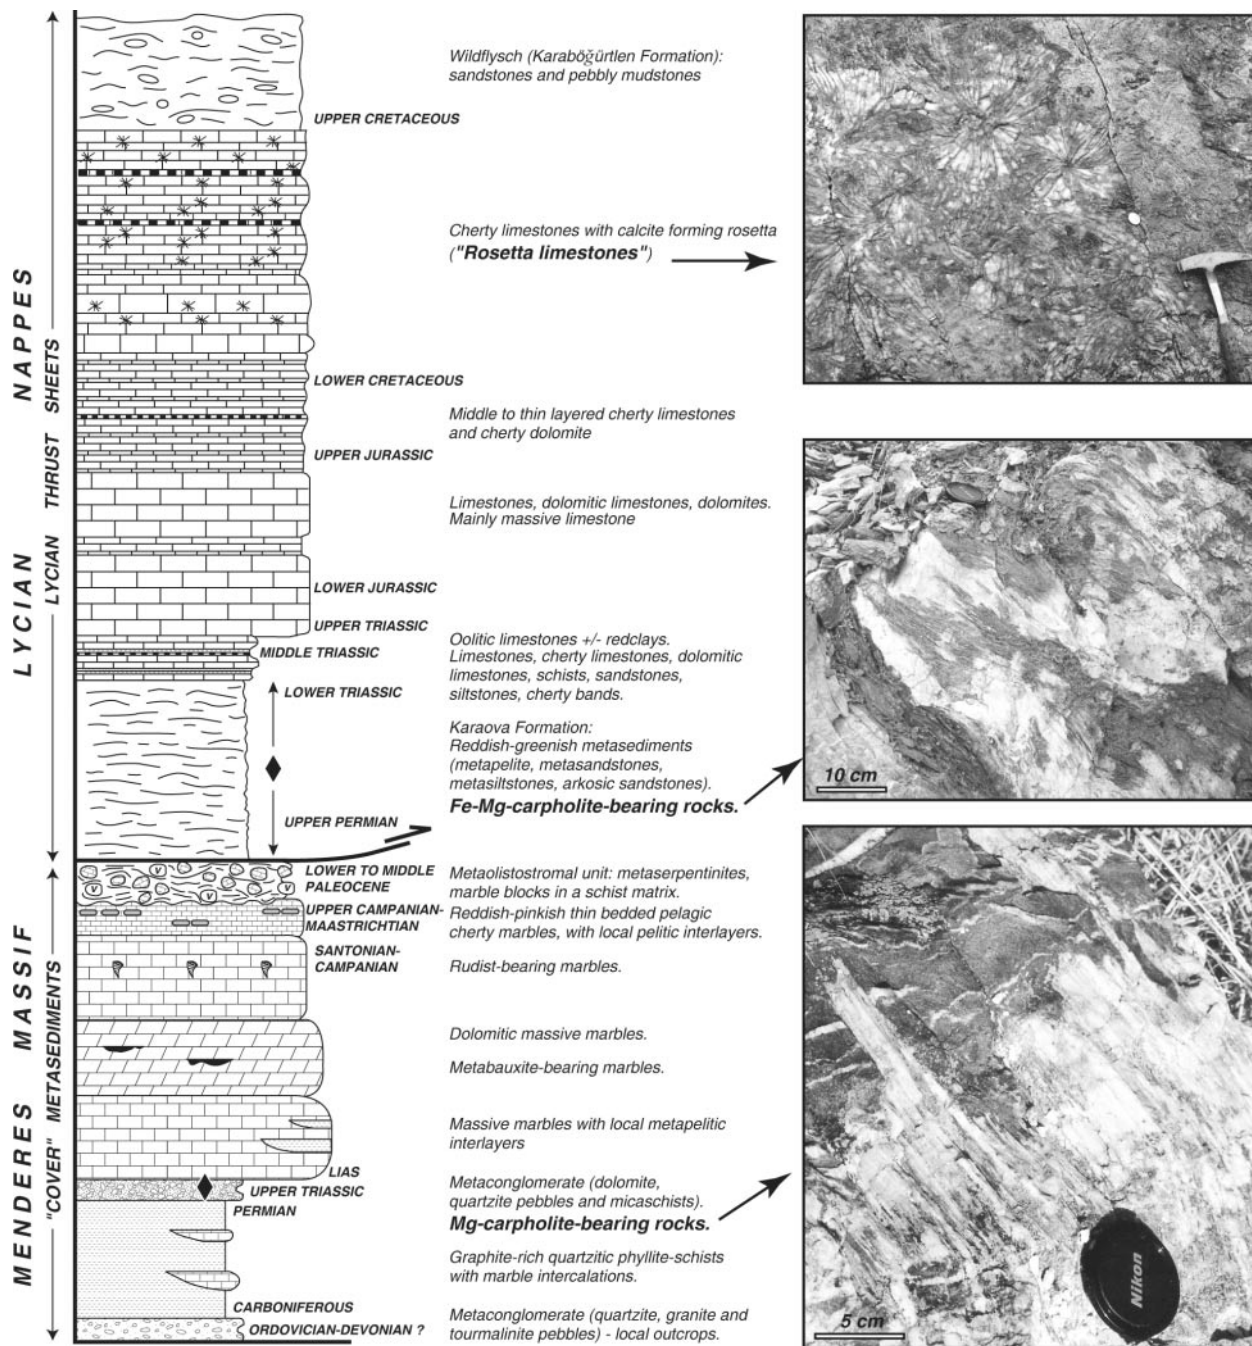 Wildflysch (Karaböğürtlen Formation):
sandstones and pebbly mudstones
UPPER CRETACEOUS
Cherty limestones with calcite forming rosetta
("Rosetta limestones")
LOWER CRETACEOUS
Middle to thin layered cherty limestones
and cherty dolomite
UPPER JURASSIC
Limestones, dolomitic limestones, dolomites.
Mainly massive limestone
LOWER JURASSIC
UPPER TRIASSIC
Oolitic limestones +/- redclays.
MIDDLE TRIASSIC
Limestones, cherty limestones, dolomitic
limestones, schists, sandstones,
siltstones, cherty bands.
LOWER TRIASSIC
Karaova Formation:
Reddish-greenish metasediments
(metapelite, metasandstones,
metasiltstones, arkosic sandstones).
Fe-Mg-carpholite-bearing rocks.
UPPER PERMIAN
LYCIAN NAPPES
LYCIAN THRUST SHEETS
10 cm
LOWER TO MIDDLE
PALEOCENE
Metaolistostromal unit: metaserpentinites,
marble blocks in a schist matrix.
V
V
V
V
UPPER CAMPANIAN-
MAASTRICHTIAN
Reddish-pinkish thin bedded pelagic
cherty marbles, with local pelitic interlayers.
SANTONIAN-
CAMPANIAN
Rudist-bearing marbles.
Dolomitic massive marbles.
Metabauxite-bearing marbles.
Massive marbles with local metapelitic
interlayers
LIAS
UPPER TRIASSIC
Metaconglomerate (dolomite,
quartzite pebbles and micaschists).
Mg-carpholite-bearing rocks.
PERMIAN
Graphite-rich quartzitic phyllite-schists
with marble intercalations.
CARBONIFEROUS
ORDOVICIAN-DEVONIAN ?
Metaconglomerate (quartzite, granite and
tourmalinite pebbles) - local outcrops.
MENDERES MASSIF
"COVER" METASEDIMENTS
Nikon
5 cm